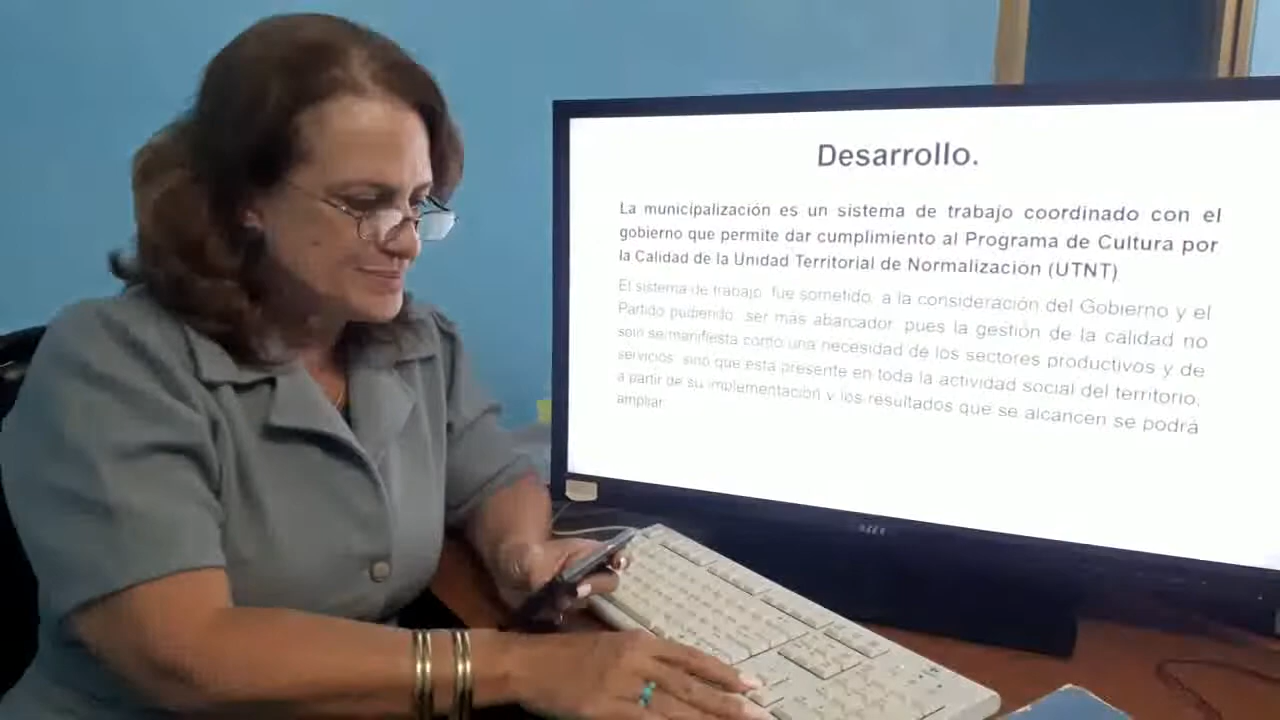 Desarrollo.
La municipalización es un sistema de trabajo coordinado con el
gobierno que permite dar cumplimiento al Programa de Cultura por
la Calidad de la Unidad Territorial de Normalización (UTNT)
El sistema de trabajo fue sometido a la consideración del Gobierno y el
Partido pudiendo ser más abarcador pues la gestión de la calidad no
solo se manifiesta como una necesidad de los sectores productivos y de
servicios, sino que esta presente en toda la actividad social del territorio,
a partir de su implementación y los resultados que se alcancen se podrá
ampliar